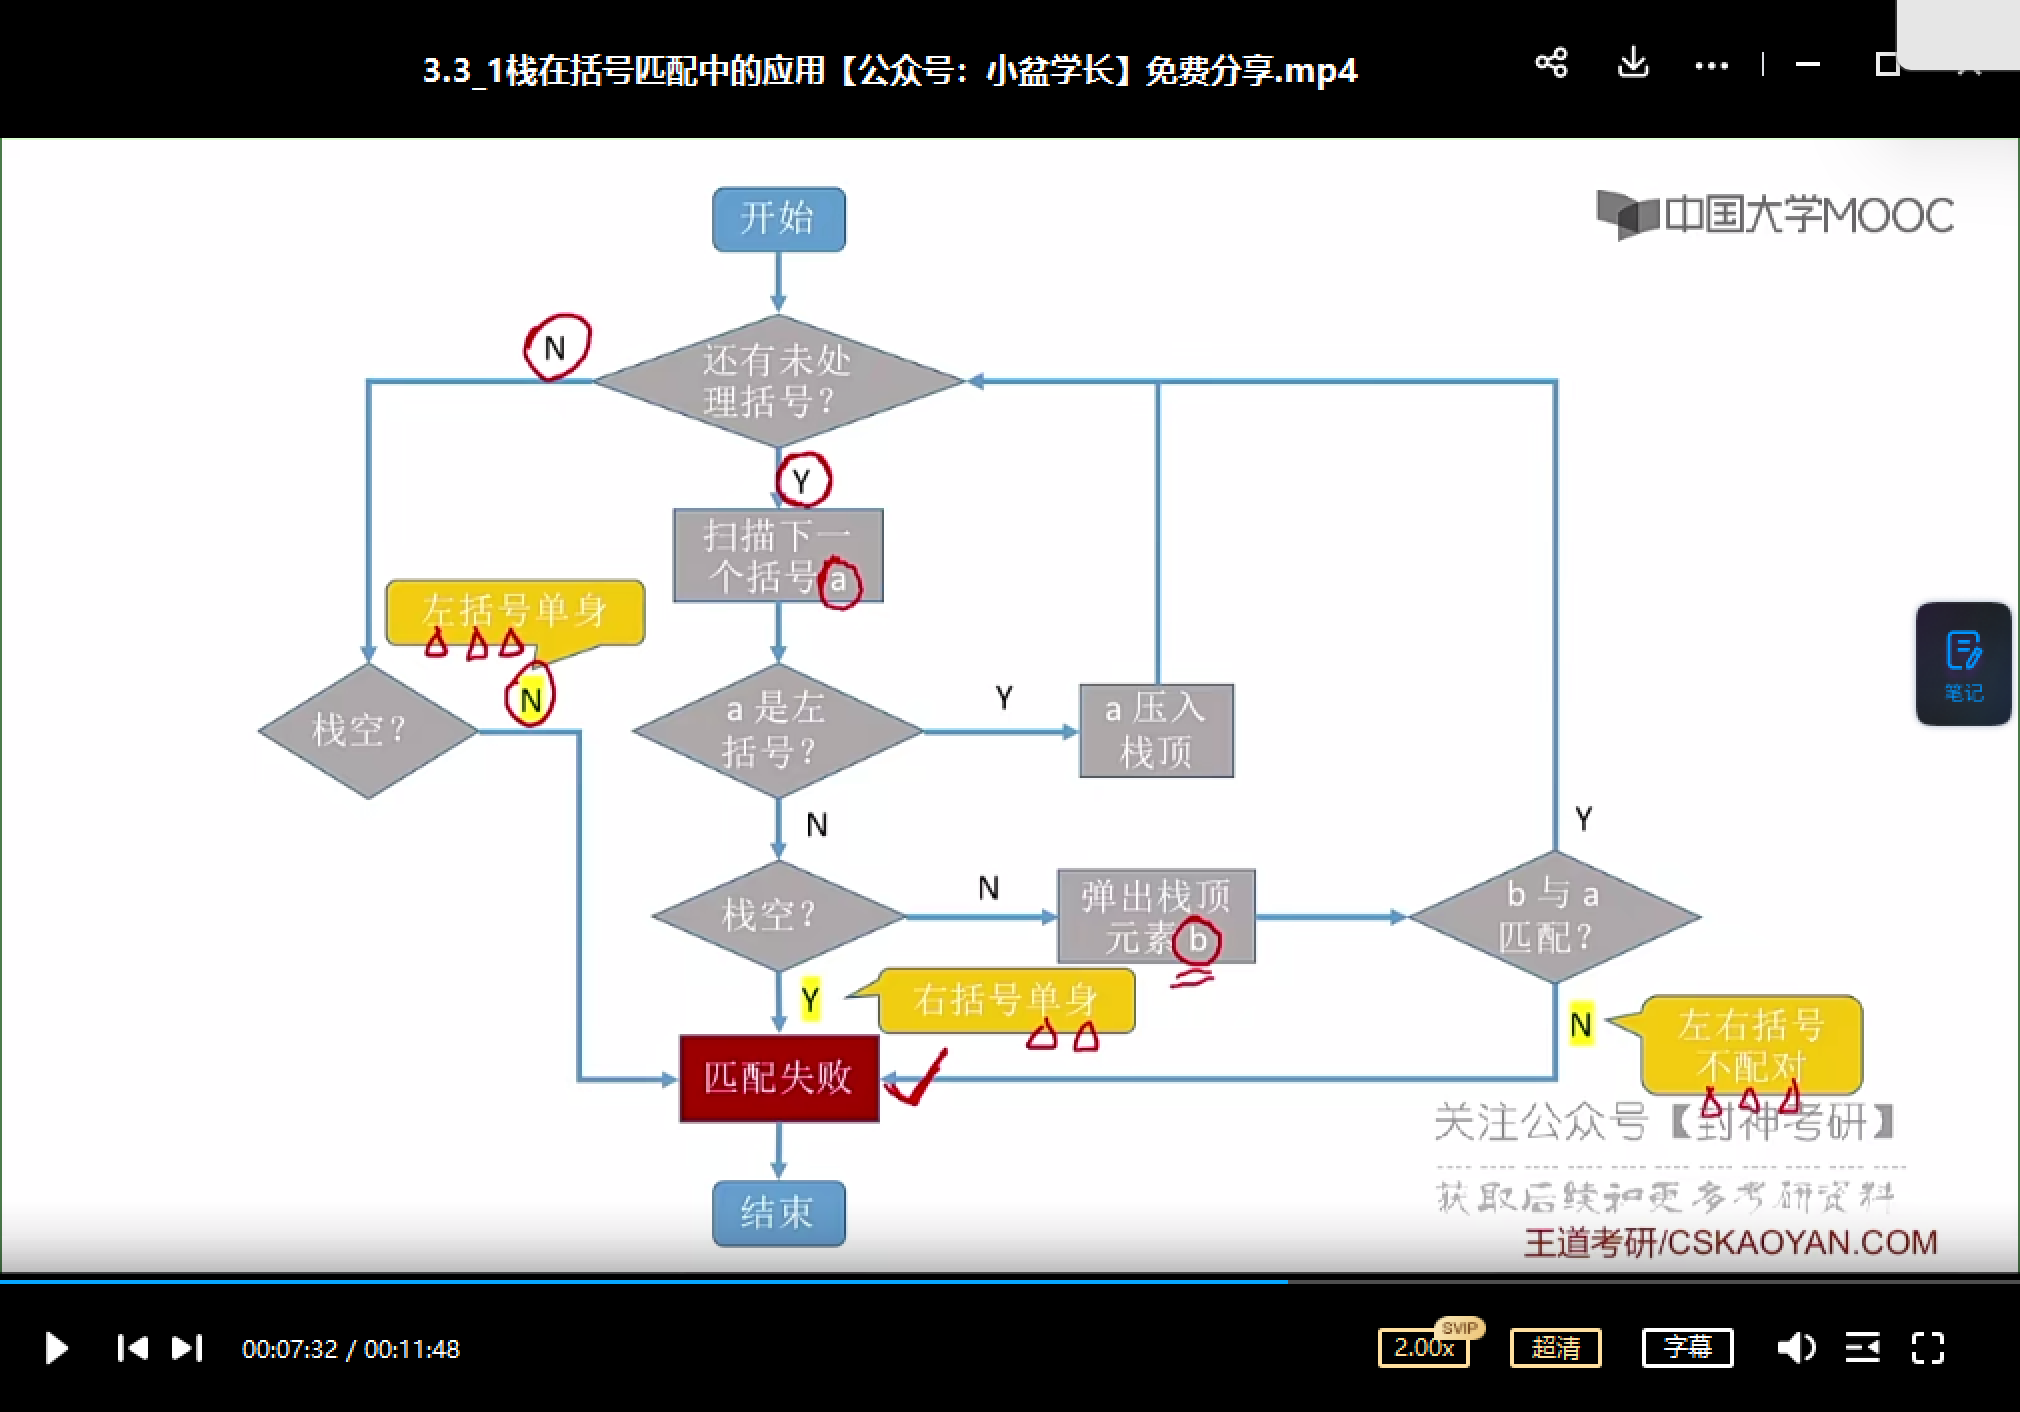 3.3_1栈在括号匹配中的应用【公众号：小盆学长】免费分享.mp4
开始
中国大学MOOC
N
还有未处
理括号？
Y
扫描下一
个括号 a
左括号单身
N
栈空？
a 是左
括号？
Y
a 压入
栈顶
笔记
N
Y
栈空？
N
弹出栈顶
元素 b
b 与 a
匹配？
Y
右括号单身
N
左右括号
不配对
匹配失败
关注公众号【封神考研】
获取后续和更多考研资料
结束
王道考研/CSKAOYAN.COM
00:07:32 / 00:11:48
2.00x
SVIP
超清
字幕